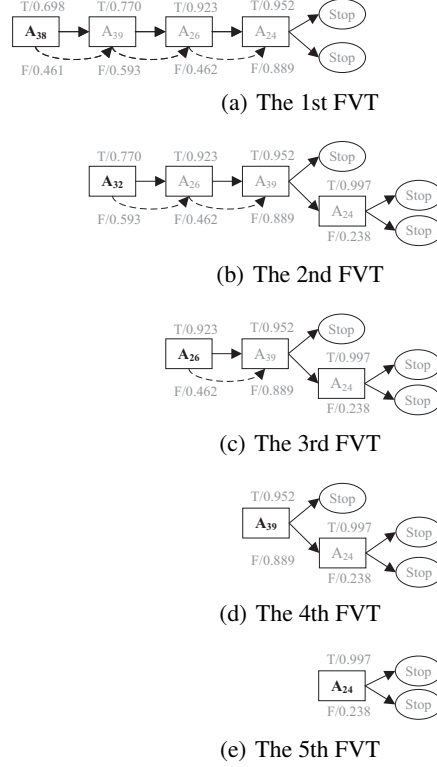 T/0.698 T/0.770 T/0.923 T/0.952 Stop
A38 A39 A26 A24
F/0.461 F/0.593 F/0.462 F/0.889 Stop
(a) The 1st FVT
T/0.770 T/0.923 T/0.952 Stop
A32 A26 A39 T/0.997 Stop
F/0.593 F/0.462 F/0.889 A24 Stop
F/0.238
(b) The 2nd FVT
T/0.923 T/0.952 Stop
A26 A39 T/0.997 Stop
F/0.462 F/0.889 A24 Stop
F/0.238
(c) The 3rd FVT
T/0.952 Stop
A39 T/0.997 Stop
F/0.889 A24 Stop
F/0.238
(d) The 4th FVT
T/0.997 Stop
A24 Stop
F/0.238
(e) The 5th FVT